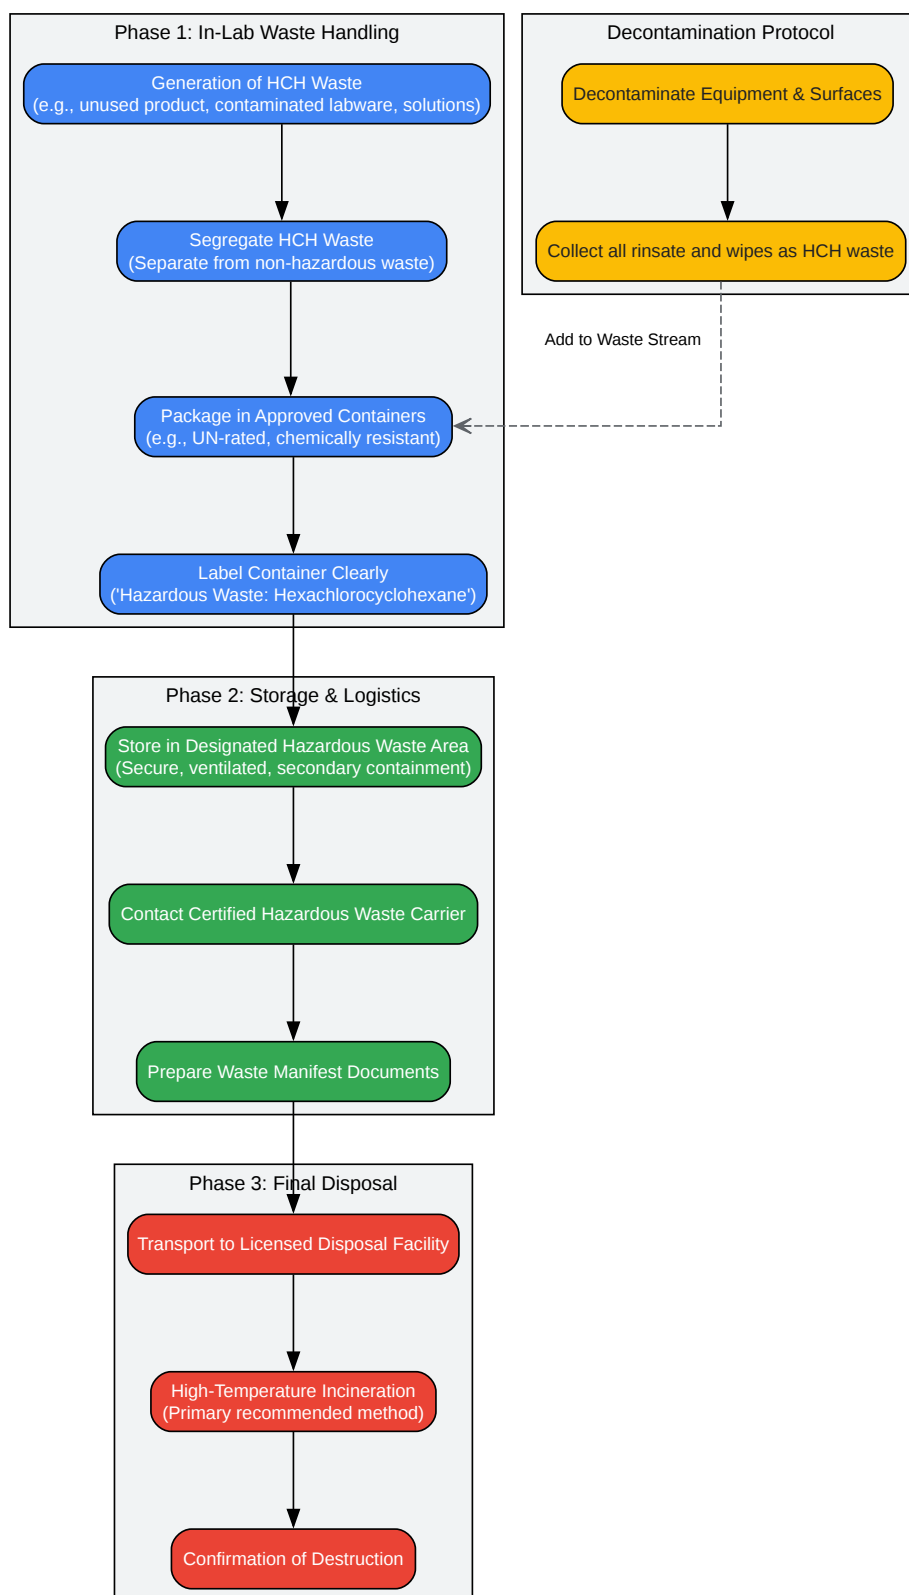 Phase 1: In-Lab Waste Handling
Generation of HCH Waste
(e.g., unused product, contaminated labware, solutions)
Segregate HCH Waste
(Separate from non-hazardous waste)
Package in Approved Containers
(e.g., UN-rated, chemically resistant)
Label Container Clearly
('Hazardous Waste: Hexachlorocyclohexane')
Decontamination Protocol
Decontaminate Equipment & Surfaces
Collect all rinsate and wipes as HCH waste
Add to Waste Stream
Phase 2: Storage & Logistics
Store in Designated Hazardous Waste Area
(Secure, ventilated, secondary containment)
Contact Certified Hazardous Waste Carrier
Prepare Waste Manifest Documents
Phase 3: Final Disposal
Transport to Licensed Disposal Facility
High-Temperature Incineration
(Primary recommended method)
Confirmation of Destruction